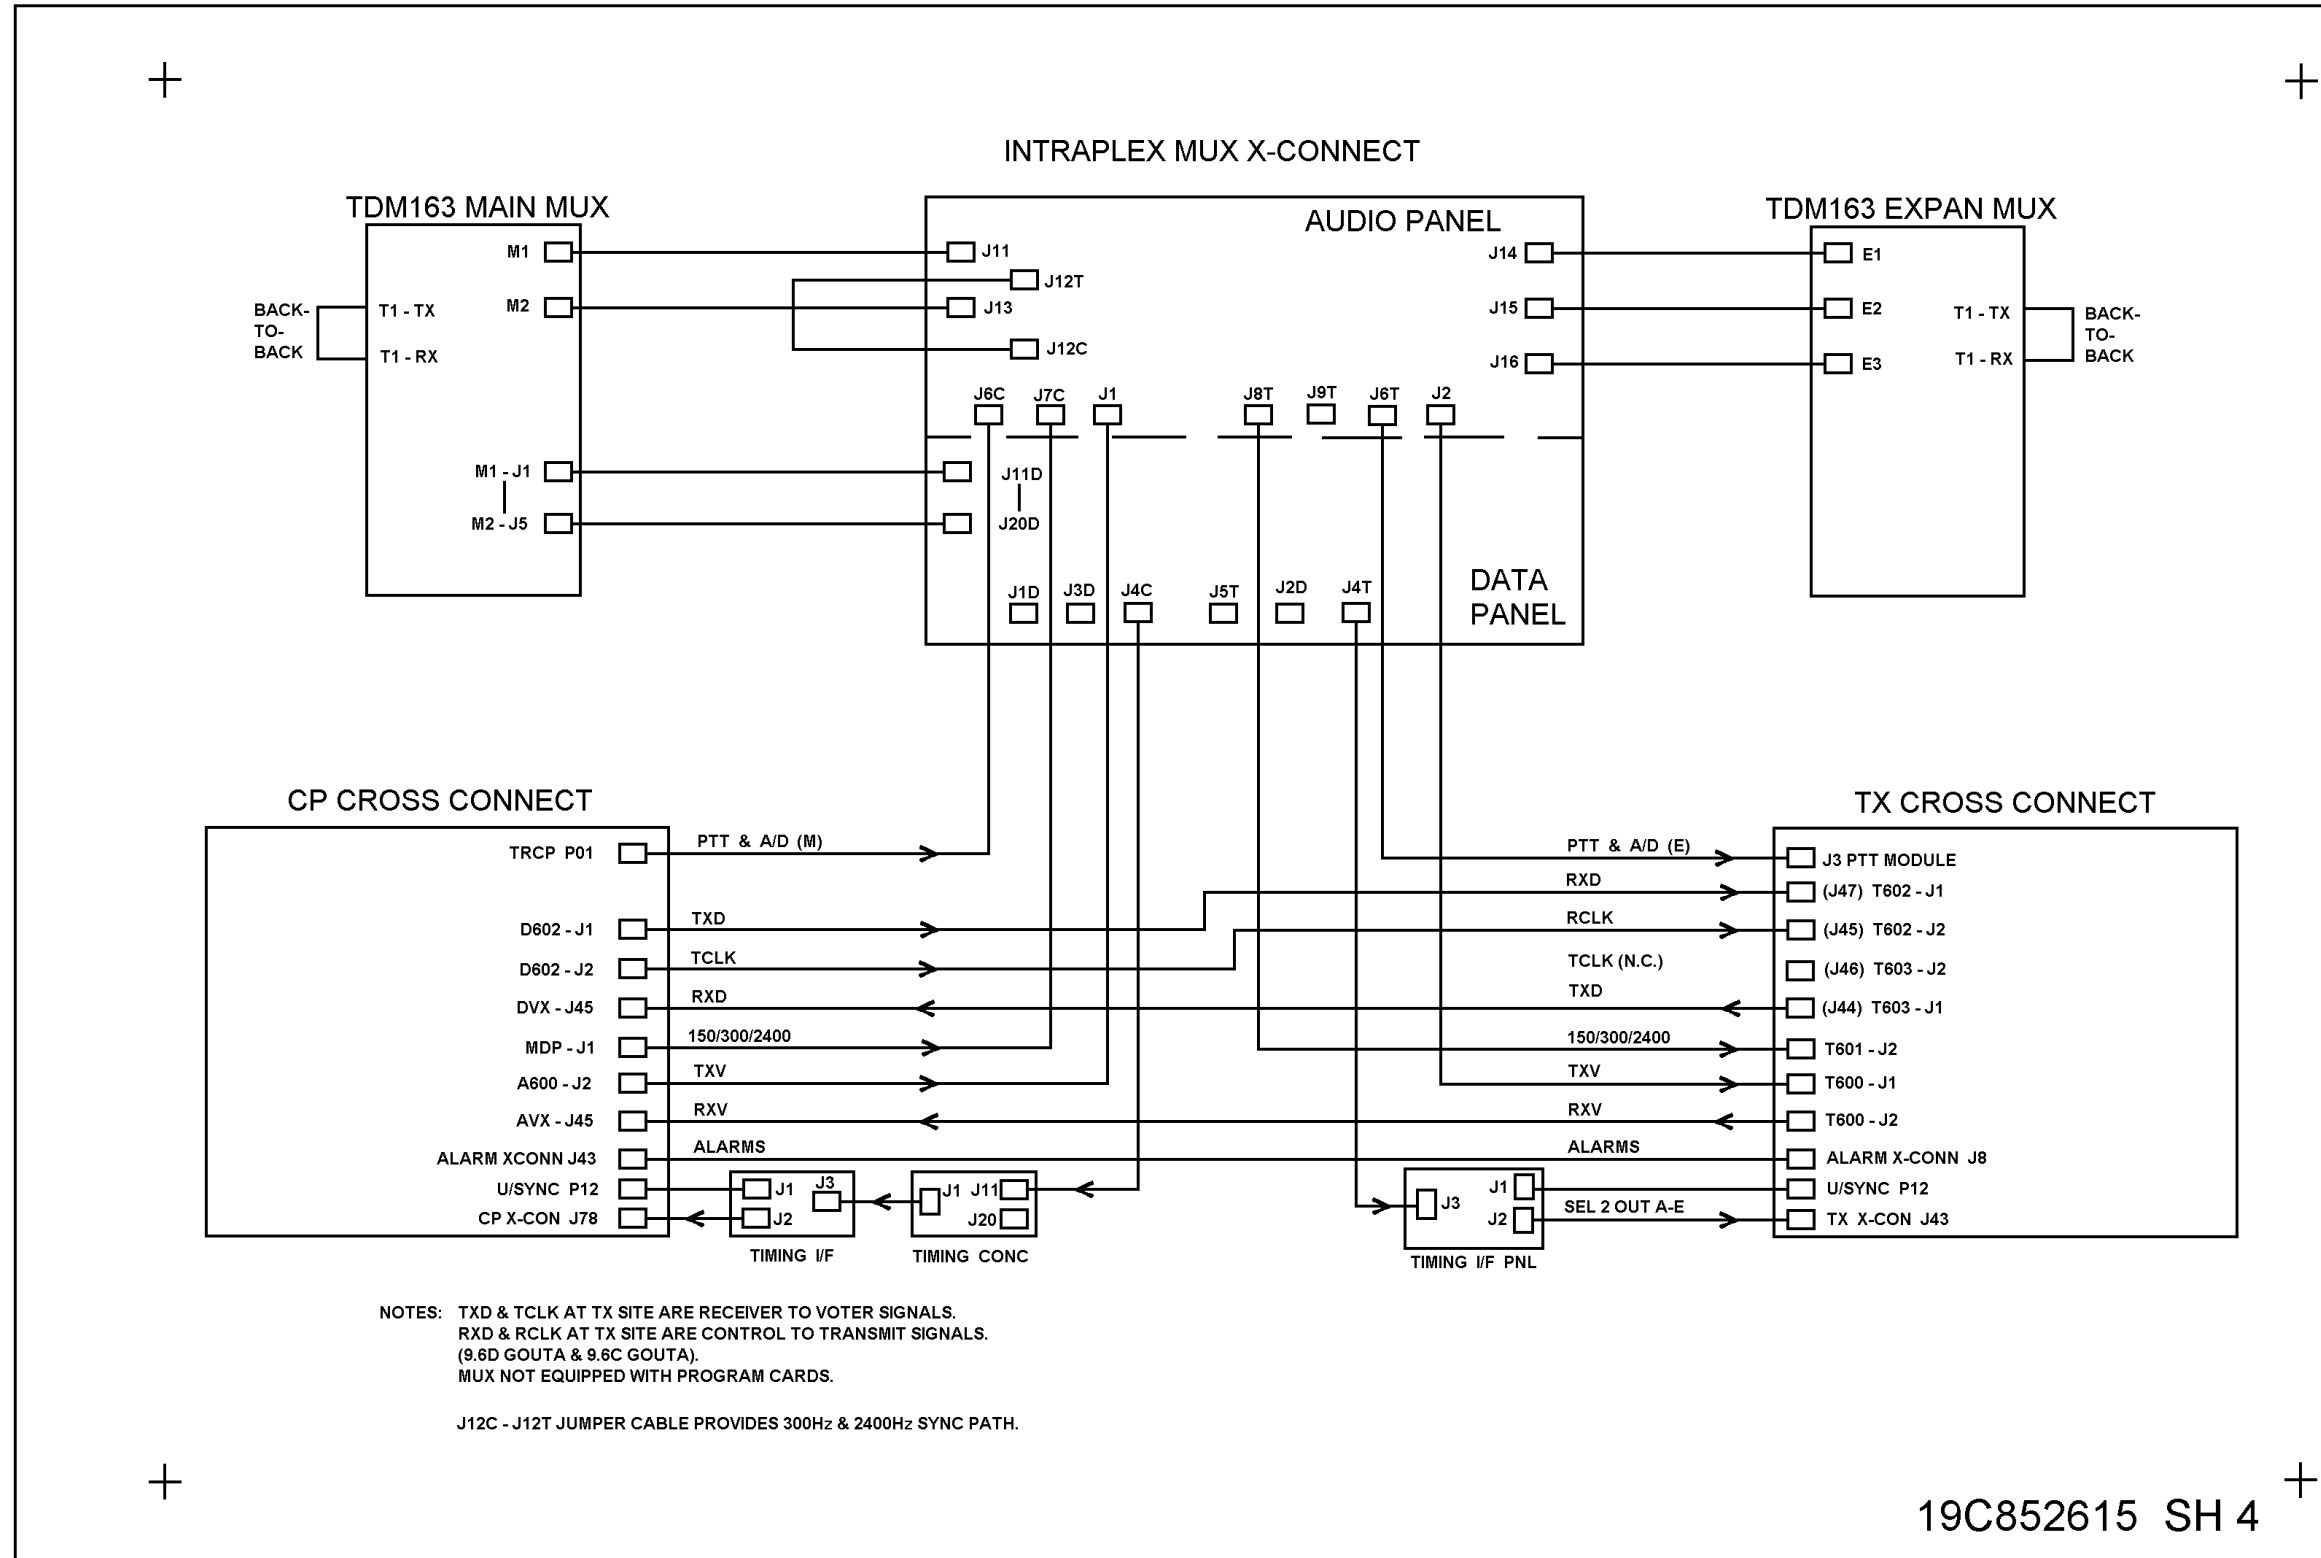 INTRAPLEX MUX X-CONNECT
TDM163 MAIN MUX
AUDIO PANEL
TDM163 EXPAN MUX
M1
J11
J14
E1
J12T
BACK-
TO-
BACK
T1 - TX
M2
J13
J15
E2
T1 - TX
BACK-
TO-
BACK
T1 - RX
J12C
J16
E3
T1 - RX
J6C
J7C
J1
J8T
J9T
J6T
J2
M1 - J1
J11D
M2 - J5
J20D
J1D
J3D
J4C
J5T
J2D
J4T
DATA
PANEL
CP CROSS CONNECT
TX CROSS CONNECT
TRCP P01
PTT & A/D (M)
PTT & A/D (E)
J3 PTT MODULE
RXD
(J47) T602 - J1
D602 - J1
TXD
RCLK
(J45) T602 - J2
D602 - J2
TCLK
TCLK (N.C.)
(J46) T603 - J2
DVX - J45
RXD
TXD
(J44) T603 - J1
MDP - J1
150/300/2400
150/300/2400
T601 - J2
A600 - J2
TXV
TXV
T600 - J1
AVX - J45
RXV
RXV
T600 - J2
ALARM XCONN J43
ALARMS
ALARMS
ALARM X-CONN J8
U/SYNC P12
J1
J3
J1
J11
J3
J1
U/SYNC P12
CP X-CON J78
J2
J20
J2
SEL 2 OUT A-E
TX X-CON J43
TIMING I/F
TIMING CONC
TIMING I/F PNL
NOTES: TXD & TCLK AT TX SITE ARE RECEIVER TO VOTER SIGNALS.
RXD & RCLK AT TX SITE ARE CONTROL TO TRANSMIT SIGNALS.
(9.6D GOUTA & 9.6C GOUTA).
MUX NOT EQUIPPED WITH PROGRAM CARDS.
J12C - J12T JUMPER CABLE PROVIDES 300Hz & 2400Hz SYNC PATH.
19C852615 SH 4